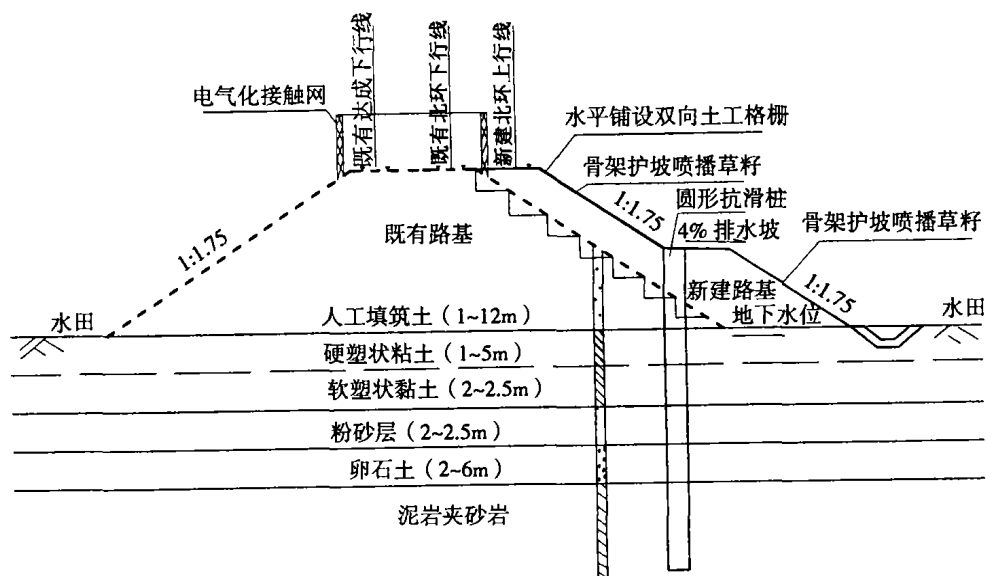 既有达成下行线
既有北环下行线
新建北环上行线
电气化接触网
水平铺设双向土工格栅
骨架护坡喷播草籽
1:1.75
圆形抗滑桩
4% 排水坡
骨架护坡喷播草籽
1:1.75
既有路基
1:1.75
新建路基
水田
人工填筑土（1~12m）
地下水位
水田
硬塑状粘土（1~5m）
软塑状黏土（2~2.5m）
粉砂层（2~2.5m）
卵石土（2~6m）
泥岩夹砂岩